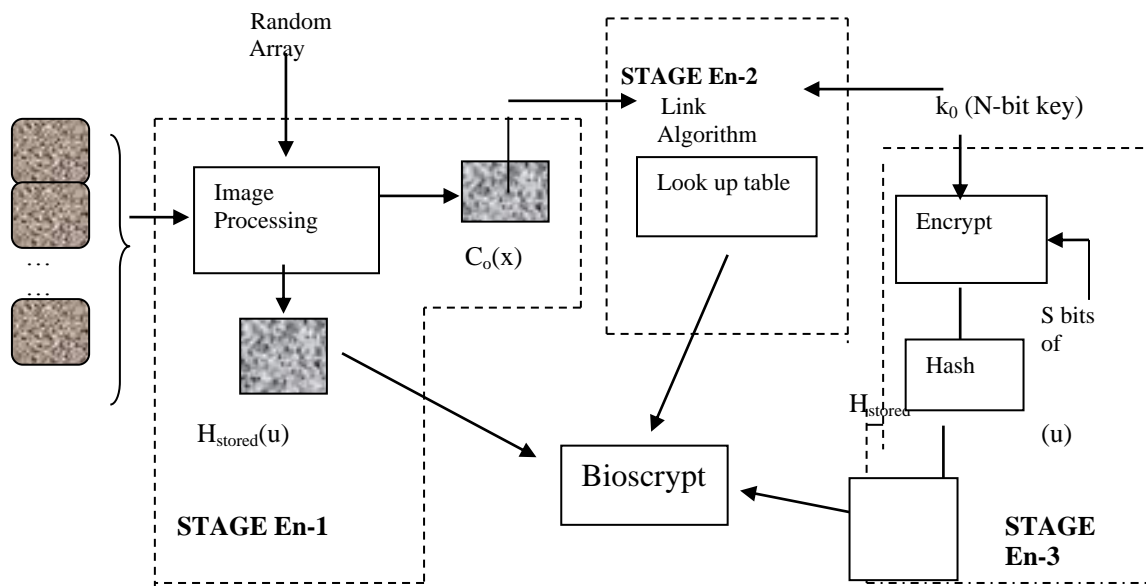 Random
Array
STAGE En-2
Link
Algorithm
Look up table
k₀ (N-bit key)
Image
Processing
Cₒ(x)
...
...
Encrypt
S bits
of
Hash
Hstored
(u)
Hstored(u)
Bioscrypt
STAGE En-1
STAGE
En-3